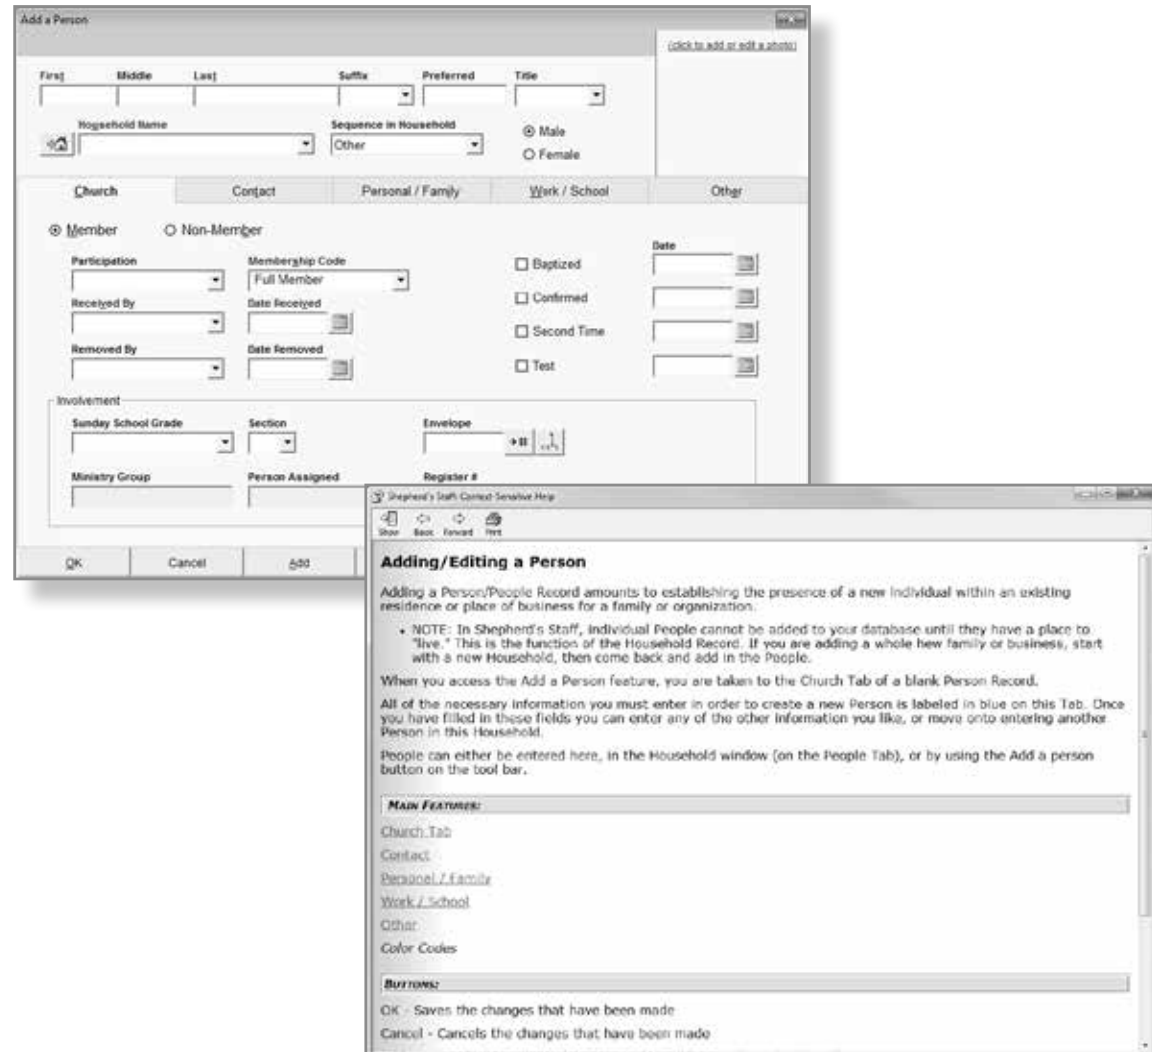 Add a Person
(click to add or edit a photo)
First Middle Last Suffix Preferred Title
Household Name Sequence in Household
Male
Other
Female
Church Contact Personal / Family Work / School Other
Member Non-Member
Date
Participation Membership Code Baptized
Full Member
Received By Date Received Confirmed
Second Time
Removed By Date Removed
Test
Involvement
Sunday School Grade Section Envelope
Ministry Group Person Assigned Register #
OK Cancel Add
Shepherd's Staff Context-Sensitive Help
Show Back Forward Print
Adding/Editing a Person
Adding a Person/People Record amounts to establishing the presence of a new individual within an existing
residence or place of business for a family or organization.
• NOTE: In Shepherd's Staff, individual People cannot be added to your database until they have a place to
"live." This is the function of the Household Record. If you are adding a whole new family or business, start
with a new Household, then come back and add in the People.
When you access the Add a Person feature, you are taken to the Church Tab of a blank Person Record.
All of the necessary information you must enter in order to create a new Person is labeled in blue on this Tab. Once
you have filled in these fields you can enter any of the other information you like, or move onto entering another
Person in this Household.
People can either be entered here, in the Household window (on the People Tab), or by using the Add a person
button on the tool bar.
MAIN FEATURES:
Church Tab
Contact
Personal / Family
Work / School
Other
Color Codes
BUTTONS:
OK - Saves the changes that have been made
Cancel - Cancels the changes that have been made